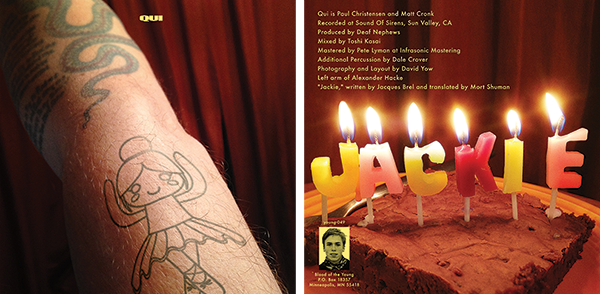 QUI
Qui is Paul Christensen and Matt Cronk
Recorded at Sound Of Sirens, Sun Valley, CA
Produced by Deaf Nephews
Mixed by Toshi Kasai
Mastered by Pete Lyman at Infrasonic Mastering
Additional Percussion by Dale Crover
Photography and Layout by David Yow
Left arm of Alexander Hacke
"Jackie," written by Jacques Brel and translated by Mort Shuman
JACKIE
young-049
Blood of the Young
P.O. Box 18357
Minneapolis, MN 55418